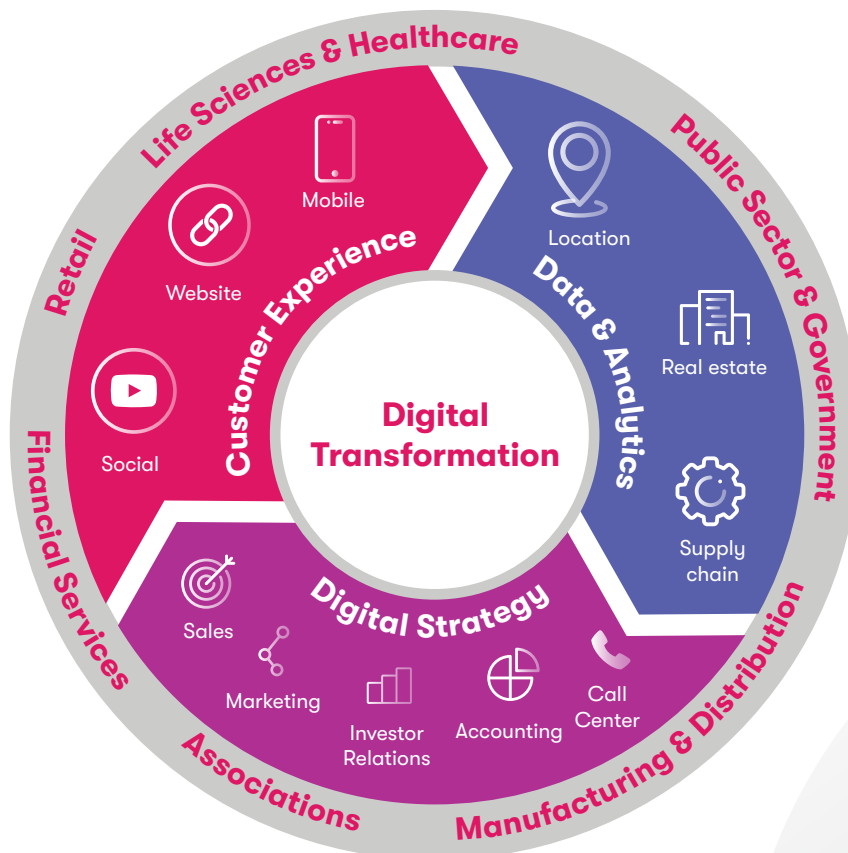 Life Sciences & Healthcare
Public Sector & Government
Manufacturing & Distribution
Associations
Financial Services
Retail
Customer Experience
Mobile
Website
Social
Data & Analytics
Location
Real estate
Supply
chain
Digital Strategy
Sales
Marketing
Investor
Relations
Accounting
Call
Center
Digital
Transformation